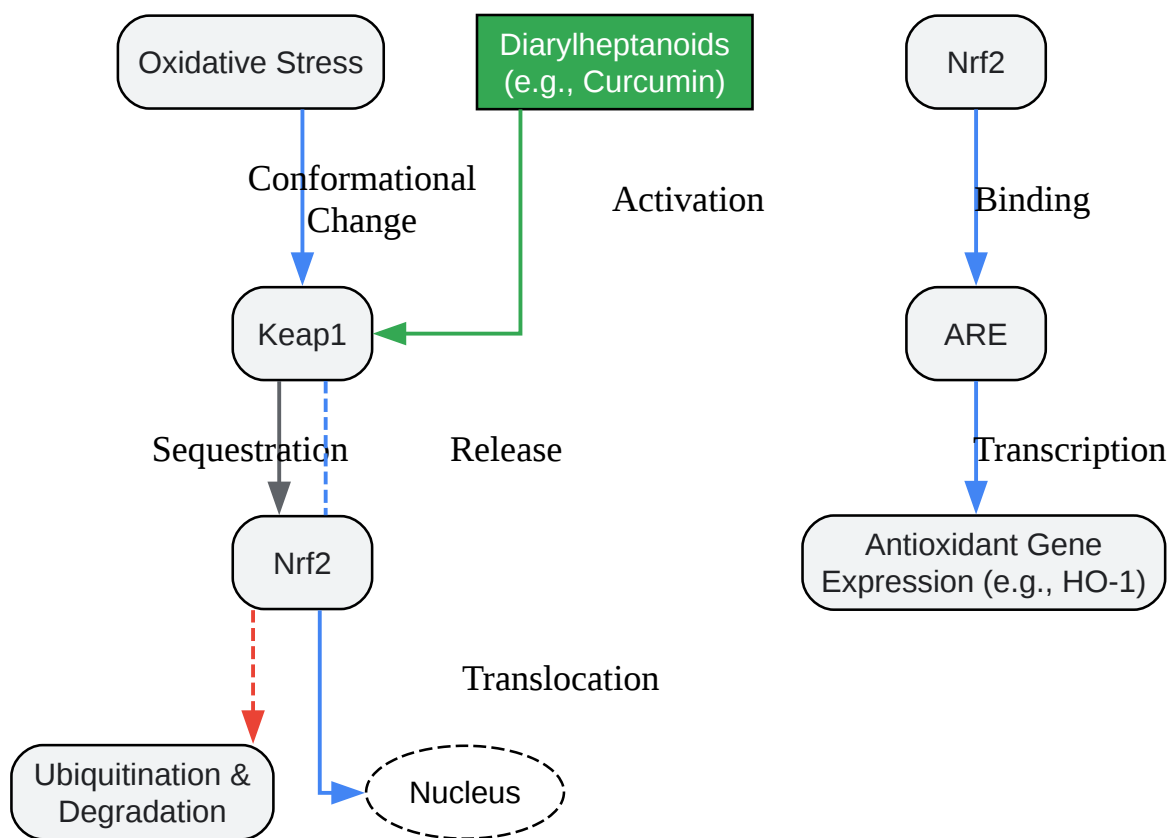 Oxidative Stress
Diarylheptanoids
(e.g., Curcumin)
Nrf2
Conformational
Change
Activation
Binding
Keap1
ARE
Sequestration
Release
Transcription
Nrf2
Antioxidant Gene
Expression (e.g., HO-1)
Translocation
Ubiquitination &
Degradation
Nucleus